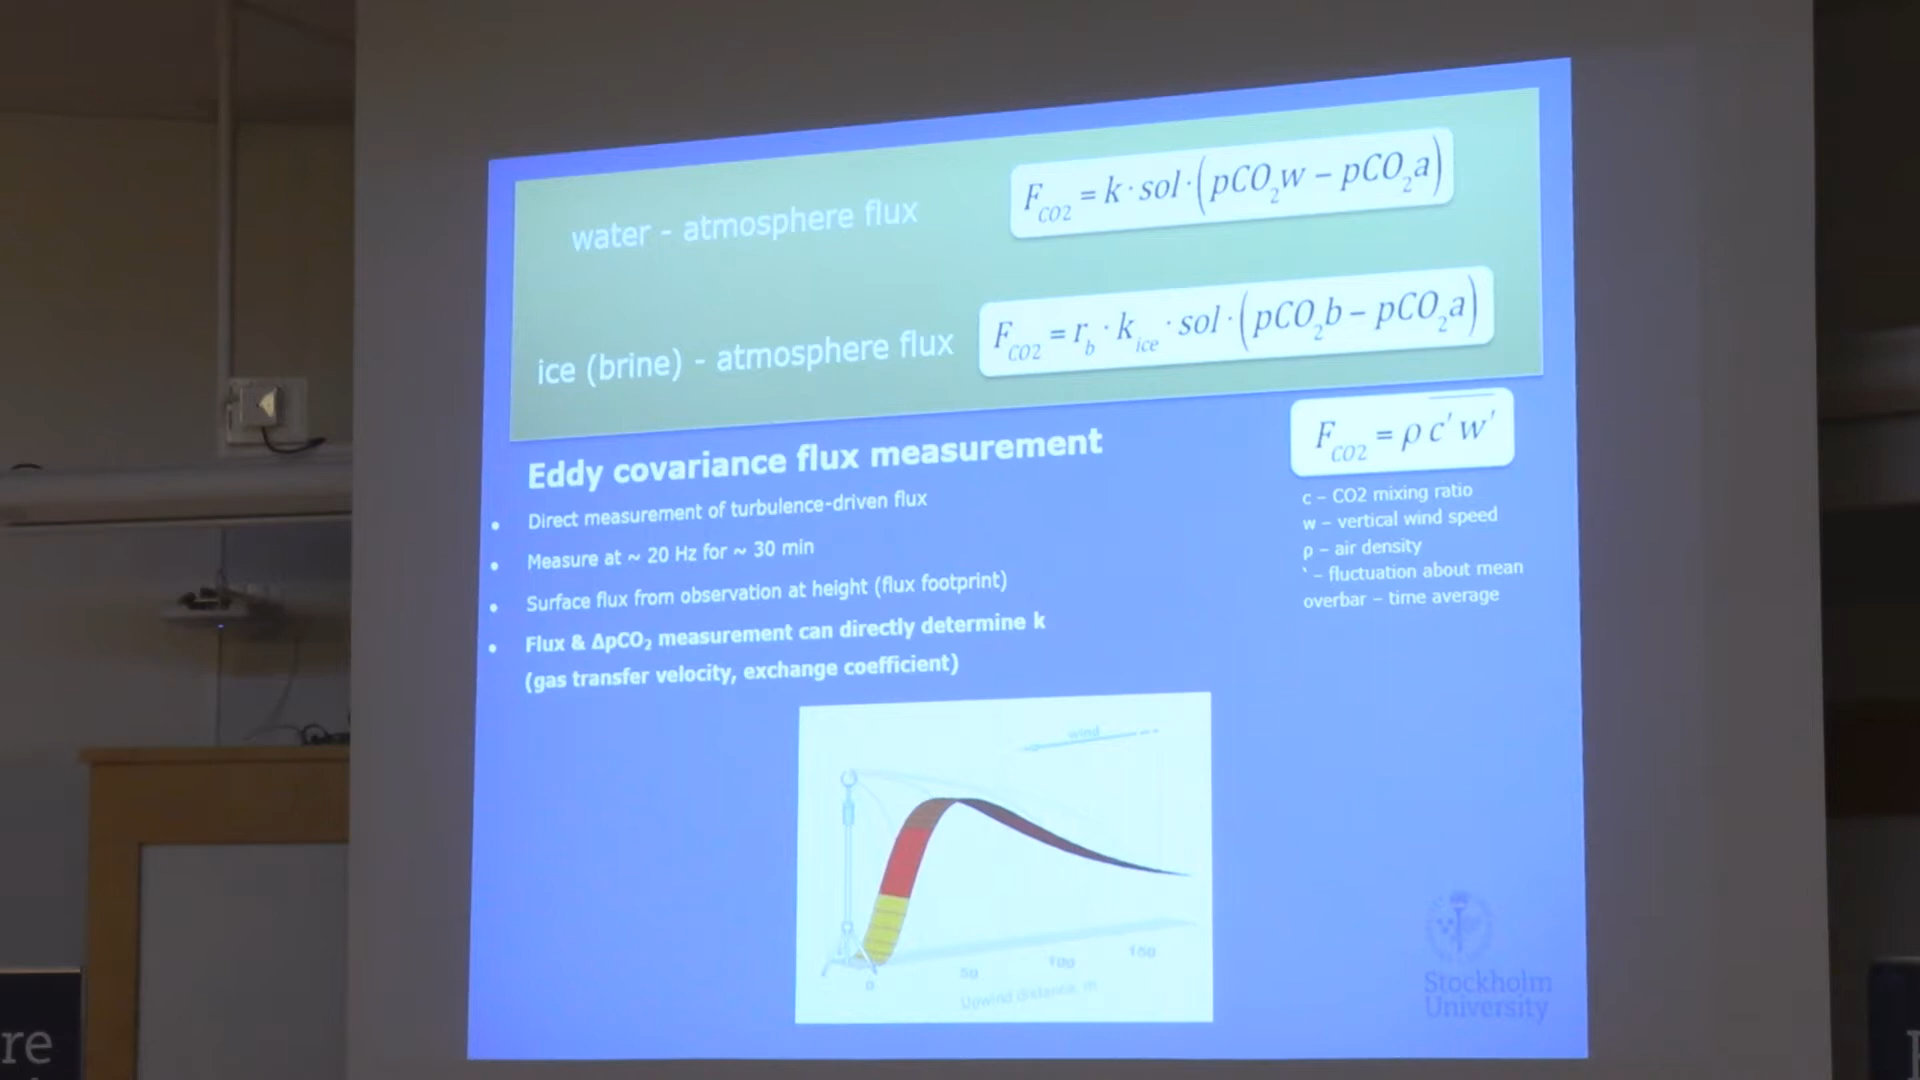 water - atmosphere flux
F_CO2 = k · sol · (pCO₂w – pCO₂a)
ice (brine) - atmosphere flux
F_CO2 = r_b · k_ice · sol · (pCO₂b – pCO₂a)
Eddy covariance flux measurement
• Direct measurement of turbulence-driven flux
• Measure at ~ 20 Hz for ~ 30 min
• Surface flux from observation at height (flux footprint)
• Flux & ΔpCO₂ measurement can directly determine k
(gas transfer velocity, exchange coefficient)
F_CO2 = ρ c̅'̅ ̅w̅'̅
c – CO2 mixing ratio
w – vertical wind speed
ρ – air density
‘ – fluctuation about mean
overbar – time average
wind
0 50 100 150
Upwind distance, m
Stockholm
University
re